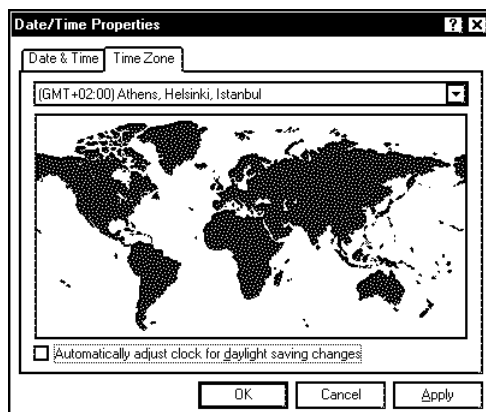 Date/Time Properties
Date & Time
Time Zone
(GMT+02:00) Athens, Helsinki, Istanbul
Automatically adjust clock for daylight saving changes
OK
Cancel
Apply